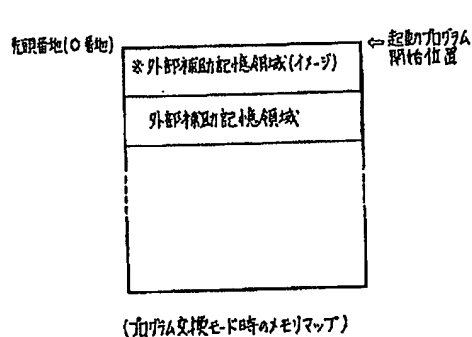 先頭番地(0番地)
⇦起動プログラム
開始位置
※外部補助記憶領域(イメージ)
外部補助記憶領域
(プログラム交換モード時のメモリマップ)